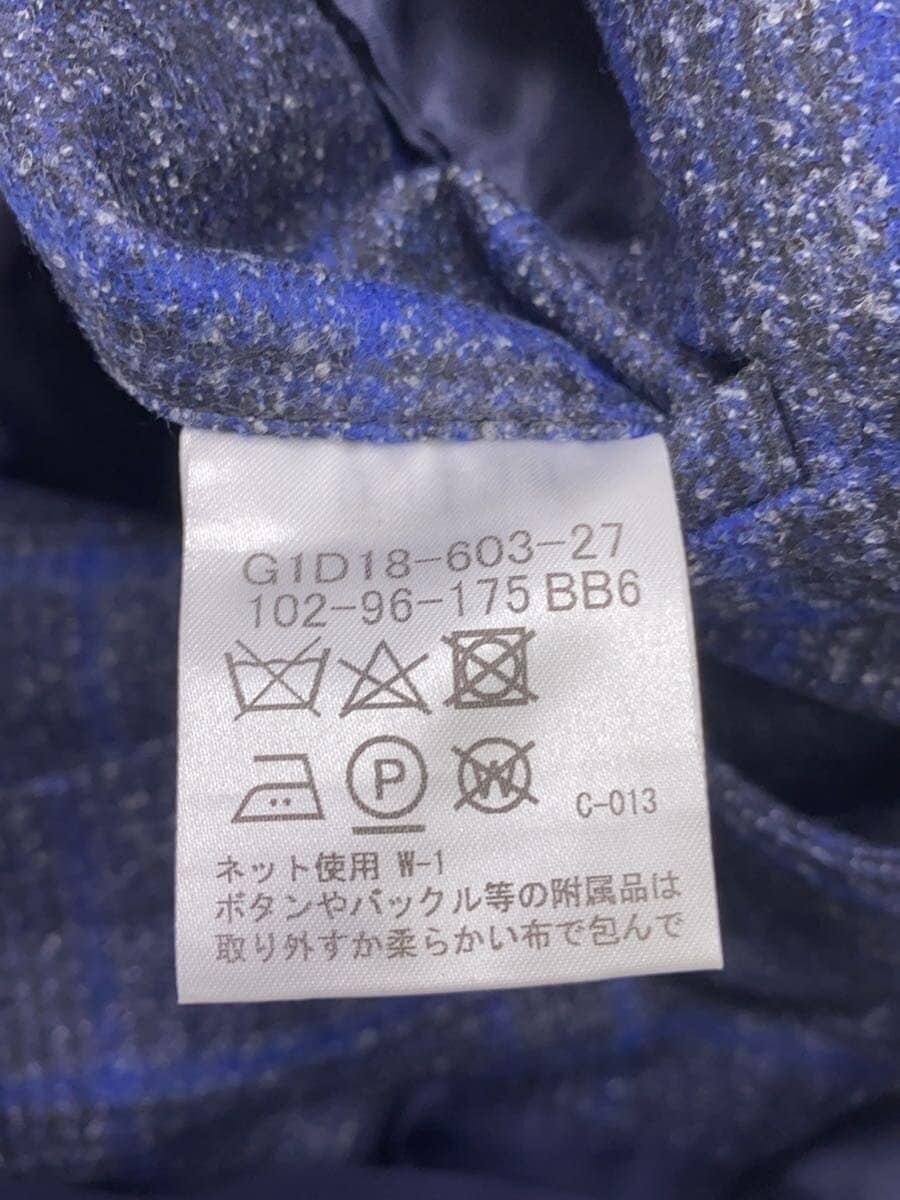 G1D18-603-27
102-96-175 BB6
P W C-013
ネット使用 W-1
ボタンやバックル等の附属品は
取り外すか柔らかい布で包んで